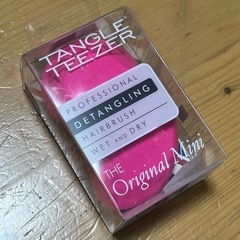 TANGLE
TEEZER
PROFESSIONAL
DETANGLING
HAIRBRUSH
WET AND DRY
THE
Original Mini